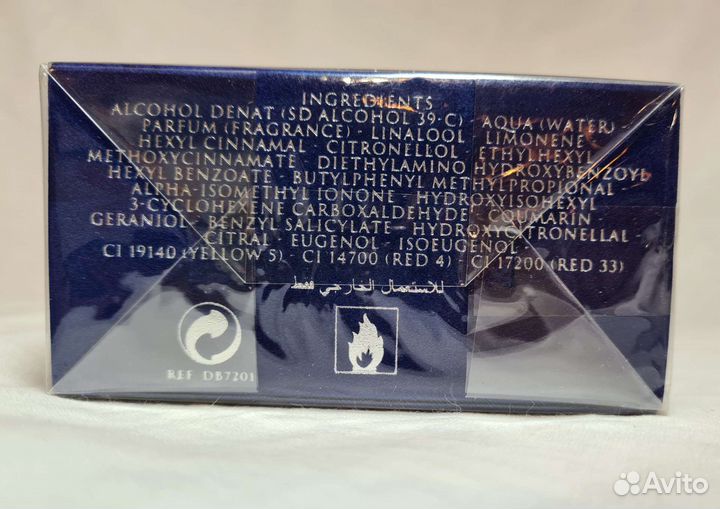 INGREDIENTS
ALCOHOL DENAT (SD ALCOHOL 39-C) - AQUA (WATER)
PARFUM (FRAGRANCE) - LINALOOL - LIMONENE
HEXYL CINNAMAL - CITRONELLOL - ETHYLHEXYL
METHOXYCINNAMATE - DIETHYLAMINO HYDROXYBENZOYL
HEXYL BENZOATE - BUTYLPHENYL METHYLPROPIONAL
ALPHA-ISOMETHYL IONONE - HYDROXYISOHEXYL
3-CYCLOHEXENE CARBOXALDEHYDE - COUMARIN
GERANIOL - BENZYL SALICYLATE - HYDROXYCITRONELLAL -
CITRAL - EUGENOL - ISOEUGENOL -
CI 19140 (YELLOW 5) - CI 14700 (RED 4) - CI 17200 (RED 33)
للاستعمال الخارجي فقط
REF DB7201
Avito